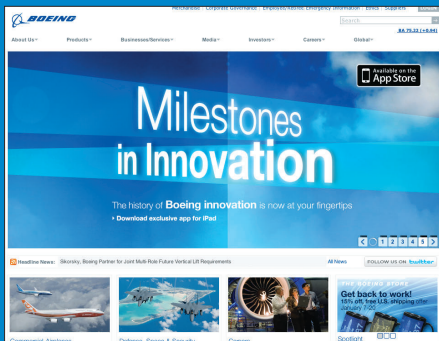 Merchandise | Corporate Governance | Employee/Retiree Emergency Information | Ethics | Suppliers
BOEING
Search
BA 79.22 (+0.64)
About Us Products Businesses/Services Media Investors Careers Global
Available on the
App Store
Milestones
in Innovation
The history of Boeing innovation is now at your fingertips
Download exclusive app for iPad
1 2 3 4 5
Headline News: Sikorsky, Boeing Partner for Joint Multi-Role Future Vertical Lift Requirements All News FOLLOW US ON twitter
THE BOEING STORE
Get back to work!
15% off, free U.S. shipping offer
January 7-20
Commercial Airplanes Defense, Space & Security Careers Spotlight